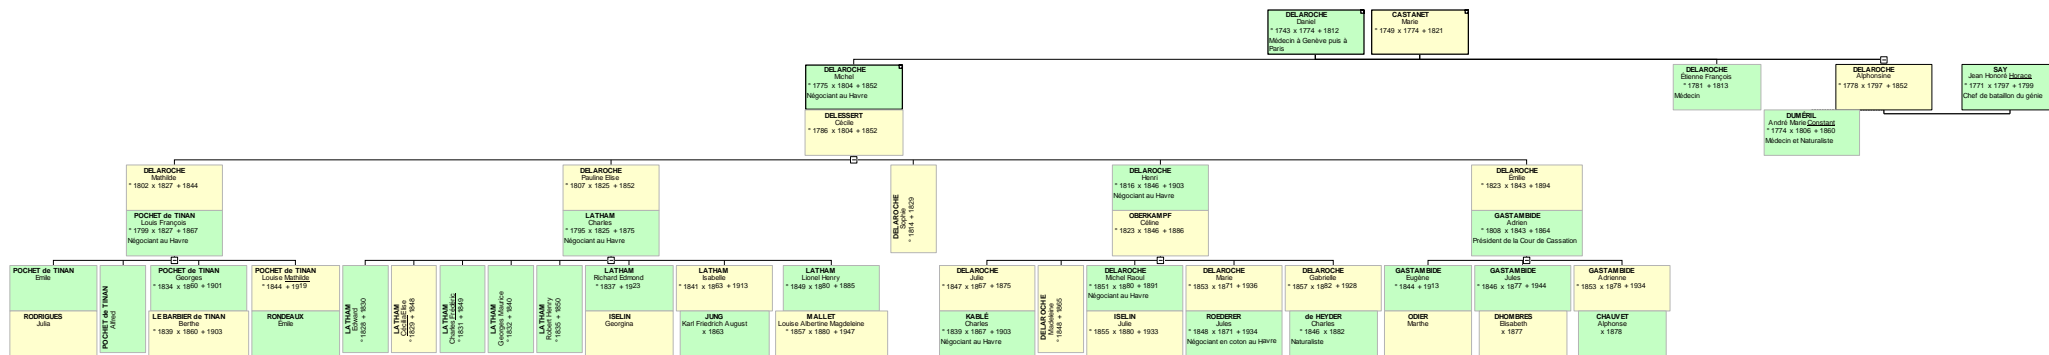 DELAROCHE
Daniel
° 1743 x 1774 + 1812
Médecin à Genève puis à
Paris
CASTANET
Marie
° 1749 x 1774 + 1821
DELAROCHE
Michel
° 1775 x 1804 + 1852
Négociant au Havre
DELESSERT
Cécile
° 1786 x 1804 + 1852
DELAROCHE
Étienne François
° 1781 + 1813
Médecin
DELAROCHE
Alphonsine
° 1778 x 1797 + 1852
SAY
Jean Honoré Horace
° 1771 x 1797 + 1799
Chef de bataillon du génie
DUMÉRIL
André Marie Constant
° 1774 x 1806 + 1860
Médecin et Naturaliste
DELAROCHE
Mathilde
° 1802 x 1827 + 1844
POCHET de TINAN
Louis François
° 1799 x 1827 + 1867
Négociant au Havre
DELAROCHE
Pauline Elise
° 1807 x 1825 + 1852
LATHAM
Charles
° 1795 x 1825 + 1875
Négociant au Havre
DELAROCHE
Sophie
° 1814 + 1829
DELAROCHE
Henri
° 1816 x 1846 + 1903
Négociant au Havre
OBERKAMPF
Céline
° 1823 x 1846 + 1886
DELAROCHE
Émilie
° 1823 x 1843 + 1894
GASTAMBIDE
Adrien
° 1808 x 1843 + 1864
Président de la Cour de Cassation
POCHET de TINAN
Emile
RODRIGUES
Julia
POCHET de TINAN
Alfred
POCHET de TINAN
Georges
° 1834 x 1860 + 1901
LE BARBIER de TINAN
Berthe
° 1839 x 1860 + 1903
POCHET de TINAN
Louise Mathilde
° 1844 + 1919
RONDEAUX
Émile
LATHAM
Edward
° 1828 + 1830
LATHAM
Cécilia Elise
° 1829 + 1848
LATHAM
Charles Frédéric
° 1831 + 1849
LATHAM
Georges Maurice
° 1832 + 1840
LATHAM
Robert Henry
° 1835 + 1850
LATHAM
Richard Edmond
° 1837 + 1923
ISELIN
Georgina
LATHAM
Isabelle
° 1841 x 1863 + 1913
JUNG
Karl Friedrich August
x 1863
LATHAM
Lionel Henry
° 1849 x 1880 + 1885
MALLET
Louise Albertine Magdeleine
° 1857 x 1880 + 1947
DELAROCHE
Julie
° 1847 x 1867 + 1875
KABLÉ
Charles
° 1839 x 1867 + 1903
Négociant au Havre
DELAROCHE
Madeleine
° 1848 + 1865
DELAROCHE
Michel Raoul
° 1851 x 1880 + 1891
Négociant au Havre
ISELIN
Julie
° 1855 x 1880 + 1933
DELAROCHE
Marie
° 1853 x 1871 + 1936
ROEDERER
Jules
° 1848 x 1871 + 1934
Négociant en coton au Havre
DELAROCHE
Gabrielle
° 1857 x 1882 + 1928
de HEYDER
Charles
° 1846 x 1882
Naturaliste
GASTAMBIDE
Eugène
° 1844 + 1913
ODIER
Marthe
GASTAMBIDE
Jules
° 1846 x 1877 + 1944
DHOMBRES
Elisabeth
x 1877
GASTAMBIDE
Adrienne
° 1853 x 1878 + 1934
CHAUVET
Alphonse
x 1878